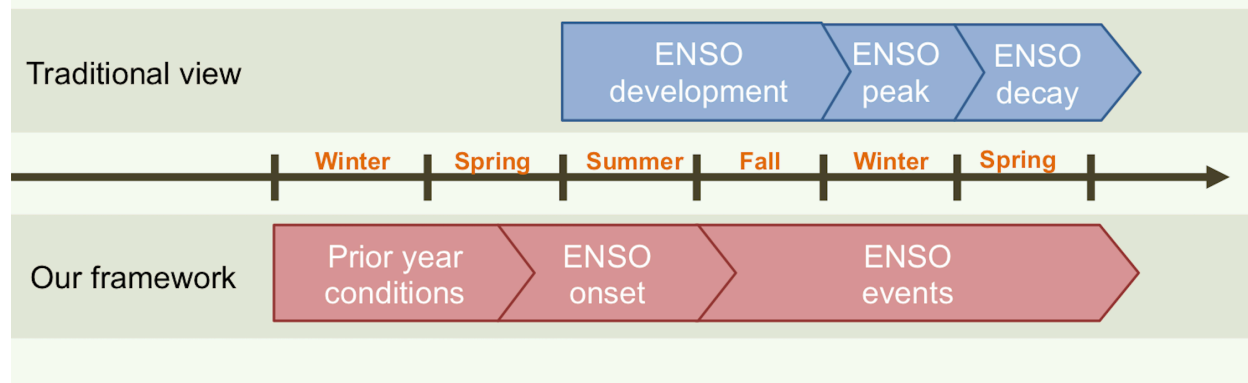 Traditional view
ENSO
development
ENSO
peak
ENSO
decay
Winter
Spring
Summer
Fall
Winter
Spring
Our framework
Prior year
conditions
ENSO
onset
ENSO
events